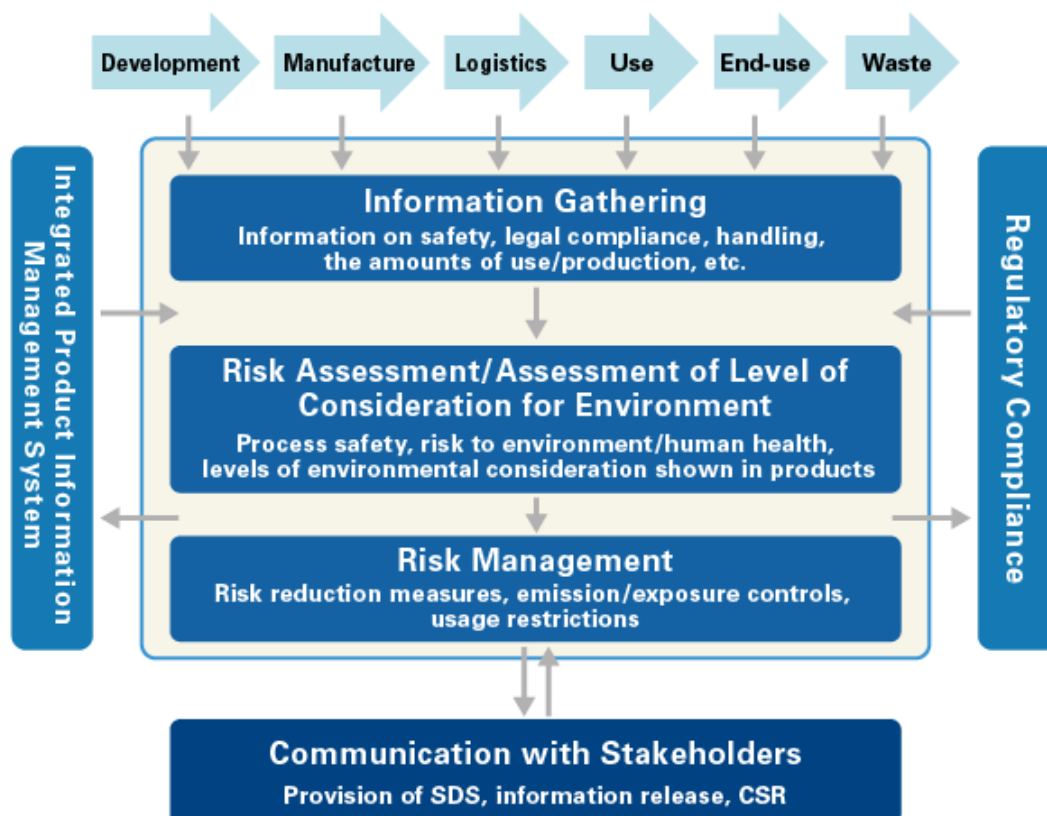 Development
Manufacture
Logistics
Use
End-use
Waste
Integrated Product Information
Management System
Information Gathering
Information on safety, legal compliance, handling,
the amounts of use/production, etc.
Risk Assessment/Assessment of Level of
Consideration for Environment
Process safety, risk to environment/human health,
levels of environmental consideration shown in products
Risk Management
Risk reduction measures, emission/exposure controls,
usage restrictions
Regulatory Compliance
Communication with Stakeholders
Provision of SDS, information release, CSR